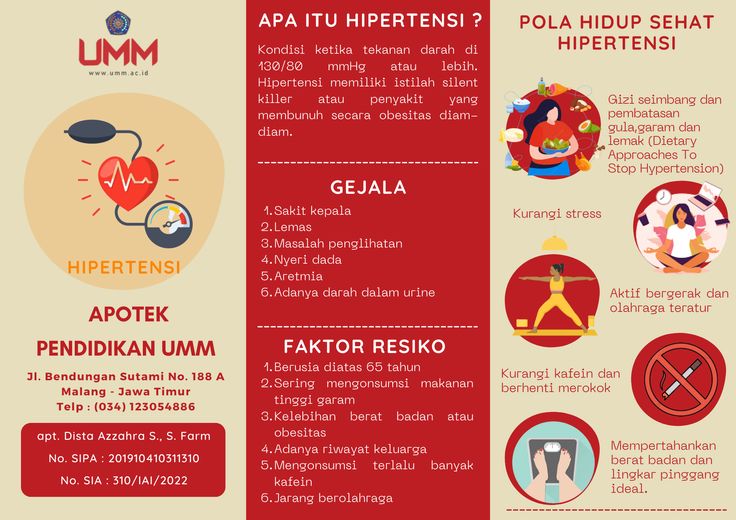 UMM
www.umm.ac.id
HIPERTENSI
APOTEK
PENDIDIKAN UMM
Jl. Bendungan Sutami No. 188 A
Malang - Jawa Timur
Telp : (034) 123054886
apt. Dista Azzahra S., S. Farm
No. SIPA : 201910410311310
No. SIA : 310/IAI/2022
APA ITU HIPERTENSI ?
Kondisi ketika tekanan darah di
130/80 mmHg atau lebih.
Hipertensi memiliki istilah silent
killer atau penyakit yang
membunuh secara obesitas diam-
diam.
GEJALA
1. Sakit kepala
2. Lemas
3. Masalah penglihatan
4. Nyeri dada
5. Aretmia
6. Adanya darah dalam urine
FAKTOR RESIKO
1. Berusia diatas 65 tahun
2. Sering mengonsumsi makanan
tinggi garam
3. Kelebihan berat badan atau
obesitas
4. Adanya riwayat keluarga
5. Mengonsumsi terlalu banyak
kafein
6. Jarang berolahraga
POLA HIDUP SEHAT
HIPERTENSI
Gizi seimbang dan
pembatasan
gula,garam dan
lemak (Dietary
Approaches To
Stop Hypertension)
Kurangi stress
Aktif bergerak dan
olahraga teratur
Kurangi kafein dan
berhenti merokok
Mempertahankan
berat badan dan
lingkar pinggang
ideal.